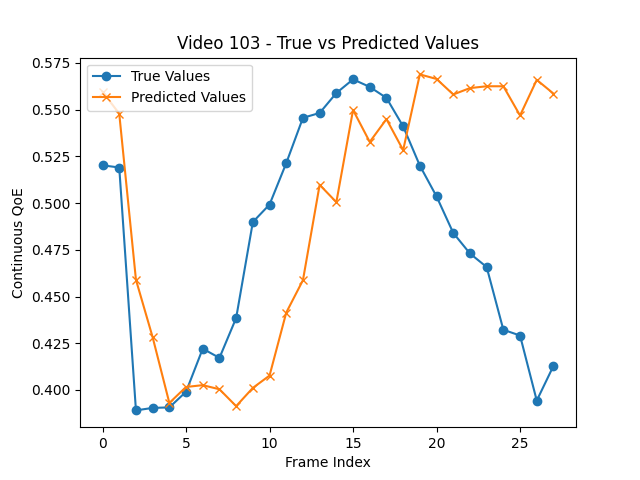 Video 103 - True vs Predicted Values
True Values
Predicted Values
Continuous QoE
0.575
0.550
0.525
0.500
0.475
0.450
0.425
0.400
0
5
10
15
20
25
Frame Index